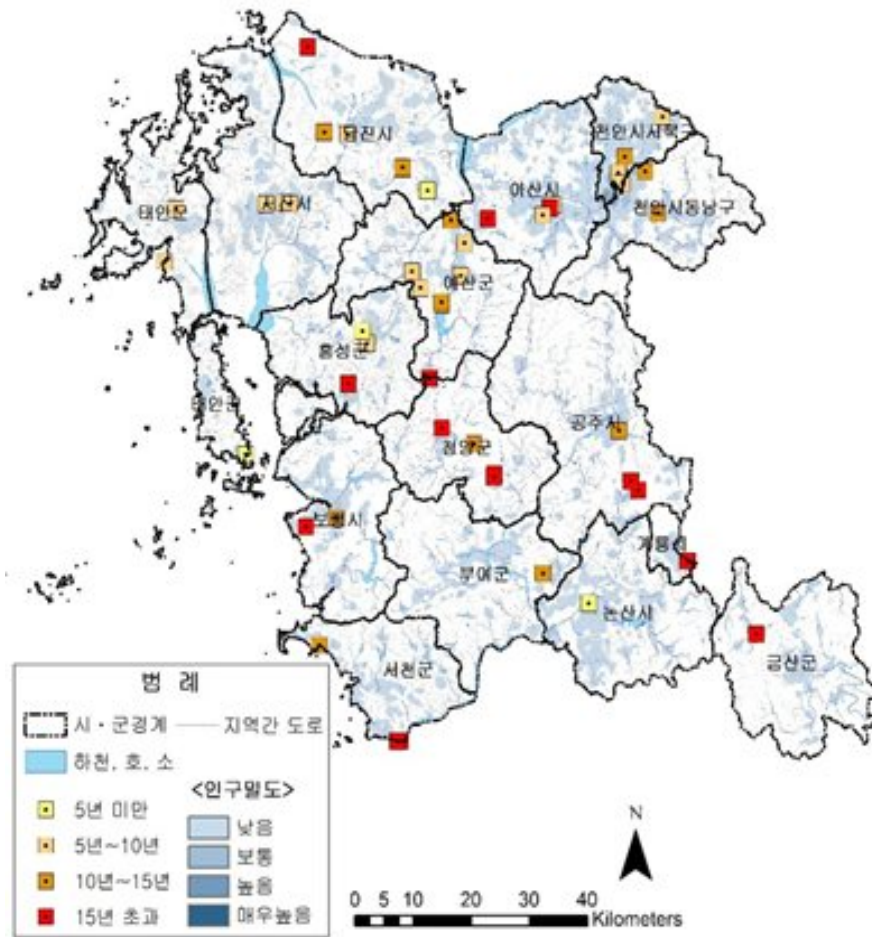 당진시
천안시서북구
아산시
천안시동남구
태안군
서산시
예산군
홍성군
태안군
공주시
청양군
보령시
계룡시
부여군
논산시
서천군
금산군
범 례
시・군경계
지역간 도로
하천, 호, 소
<인구밀도>
5년 미만
낮음
5년~10년
보통
10년~15년
높음
15년 초과
매우높음
N
0 5 10 20 30 40
Kilometers